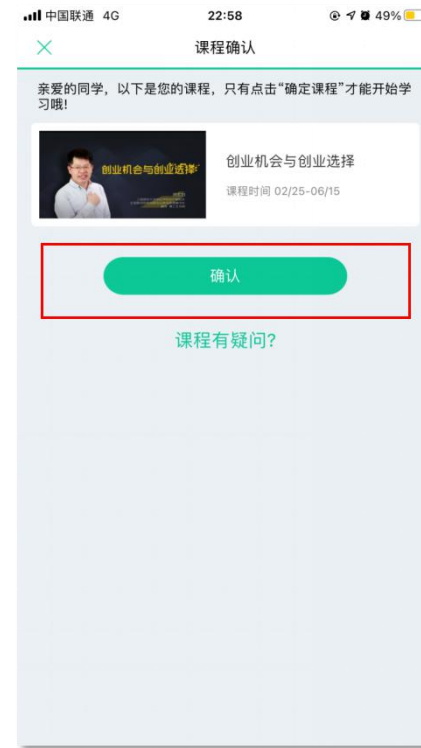 中国联通 4G 22:58 49%
课程确认
亲爱的同学，以下是您的课程，只有点击“确定课程”才能开始学
习哦!
创业机会与创业选择
创业机会与创业选择
课程时间 02/25-06/15
确认
课程有疑问?